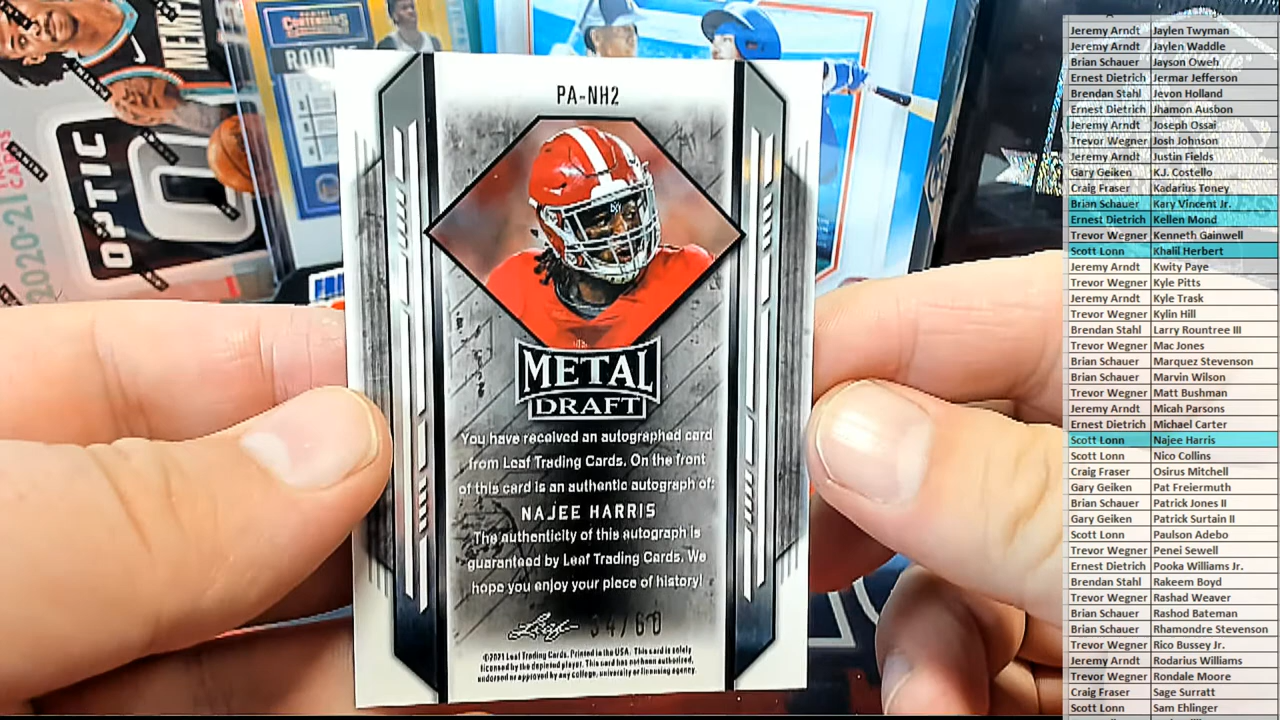 PA-NH2
METAL
DRAFT
You have received an autographed card
from Leaf Trading Cards. On the front
of this card is an authentic autograph of:
NAJEE HARRIS
The authenticity of this autograph is
guaranteed by Leaf Trading Cards. We
hope you enjoy your piece of history!
Leaf 34/60
©2021 Leaf Trading Cards. Printed in the USA. This card is solely
licensed by the depicted player. This card has not been authorized,
endorsed or approved by any college, university or licensing agency.
2020-21
CARDS
PANINI
OPTIC
MEM
CONTENDERS
ROOKIE
Jeremy Arndt Jaylen Twyman
Jeremy Arndt Jaylen Waddle
Brian Schauer Jayson Oweh
Ernest Dietrich Jermar Jefferson
Brendan Stahl Jevon Holland
Ernest Dietrich Jhamon Ausbon
Jeremy Arndt Joseph Ossai
Trevor Wegner Josh Johnson
Jeremy Arndt Justin Fields
Gary Geiken K.J. Costello
Craig Fraser Kadarius Toney
Brian Schauer Kary Vincent Jr.
Ernest Dietrich Kellen Mond
Trevor Wegner Kenneth Gainwell
Scott Lonn Khalil Herbert
Jeremy Arndt Kwity Paye
Trevor Wegner Kyle Pitts
Jeremy Arndt Kyle Trask
Trevor Wegner Kylin Hill
Brendan Stahl Larry Rountree III
Trevor Wegner Mac Jones
Brian Schauer Marquez Stevenson
Brian Schauer Marvin Wilson
Trevor Wegner Matt Bushman
Jeremy Arndt Micah Parsons
Ernest Dietrich Michael Carter
Scott Lonn Najee Harris
Scott Lonn Nico Collins
Craig Fraser Osirus Mitchell
Gary Geiken Pat Freiermuth
Brian Schauer Patrick Jones II
Gary Geiken Patrick Surtain II
Scott Lonn Paulson Adebo
Trevor Wegner Penei Sewell
Ernest Dietrich Pooka Williams Jr.
Brendan Stahl Rakeem Boyd
Trevor Wegner Rashad Weaver
Brian Schauer Rashod Bateman
Brian Schauer Rhamondre Stevenson
Trevor Wegner Rico Bussey Jr.
Jeremy Arndt Rodarius Williams
Trevor Wegner Rondale Moore
Craig Fraser Sage Surratt
Scott Lonn Sam Ehlinger